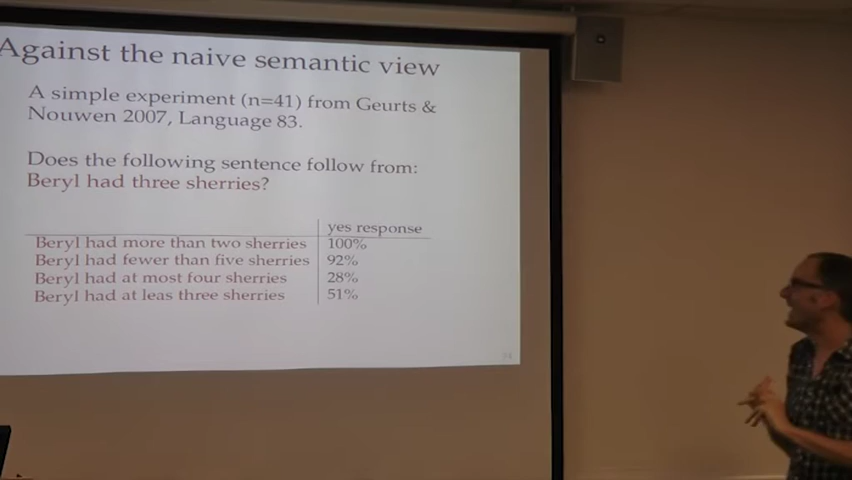 Against the naive semantic view
A simple experiment (n=41) from Geurts &
Nouwen 2007, Language 83.
Does the following sentence follow from:
Beryl had three sherries?
yes response
Beryl had more than two sherries 100%
Beryl had fewer than five sherries 92%
Beryl had at most four sherries 28%
Beryl had at leas three sherries 51%